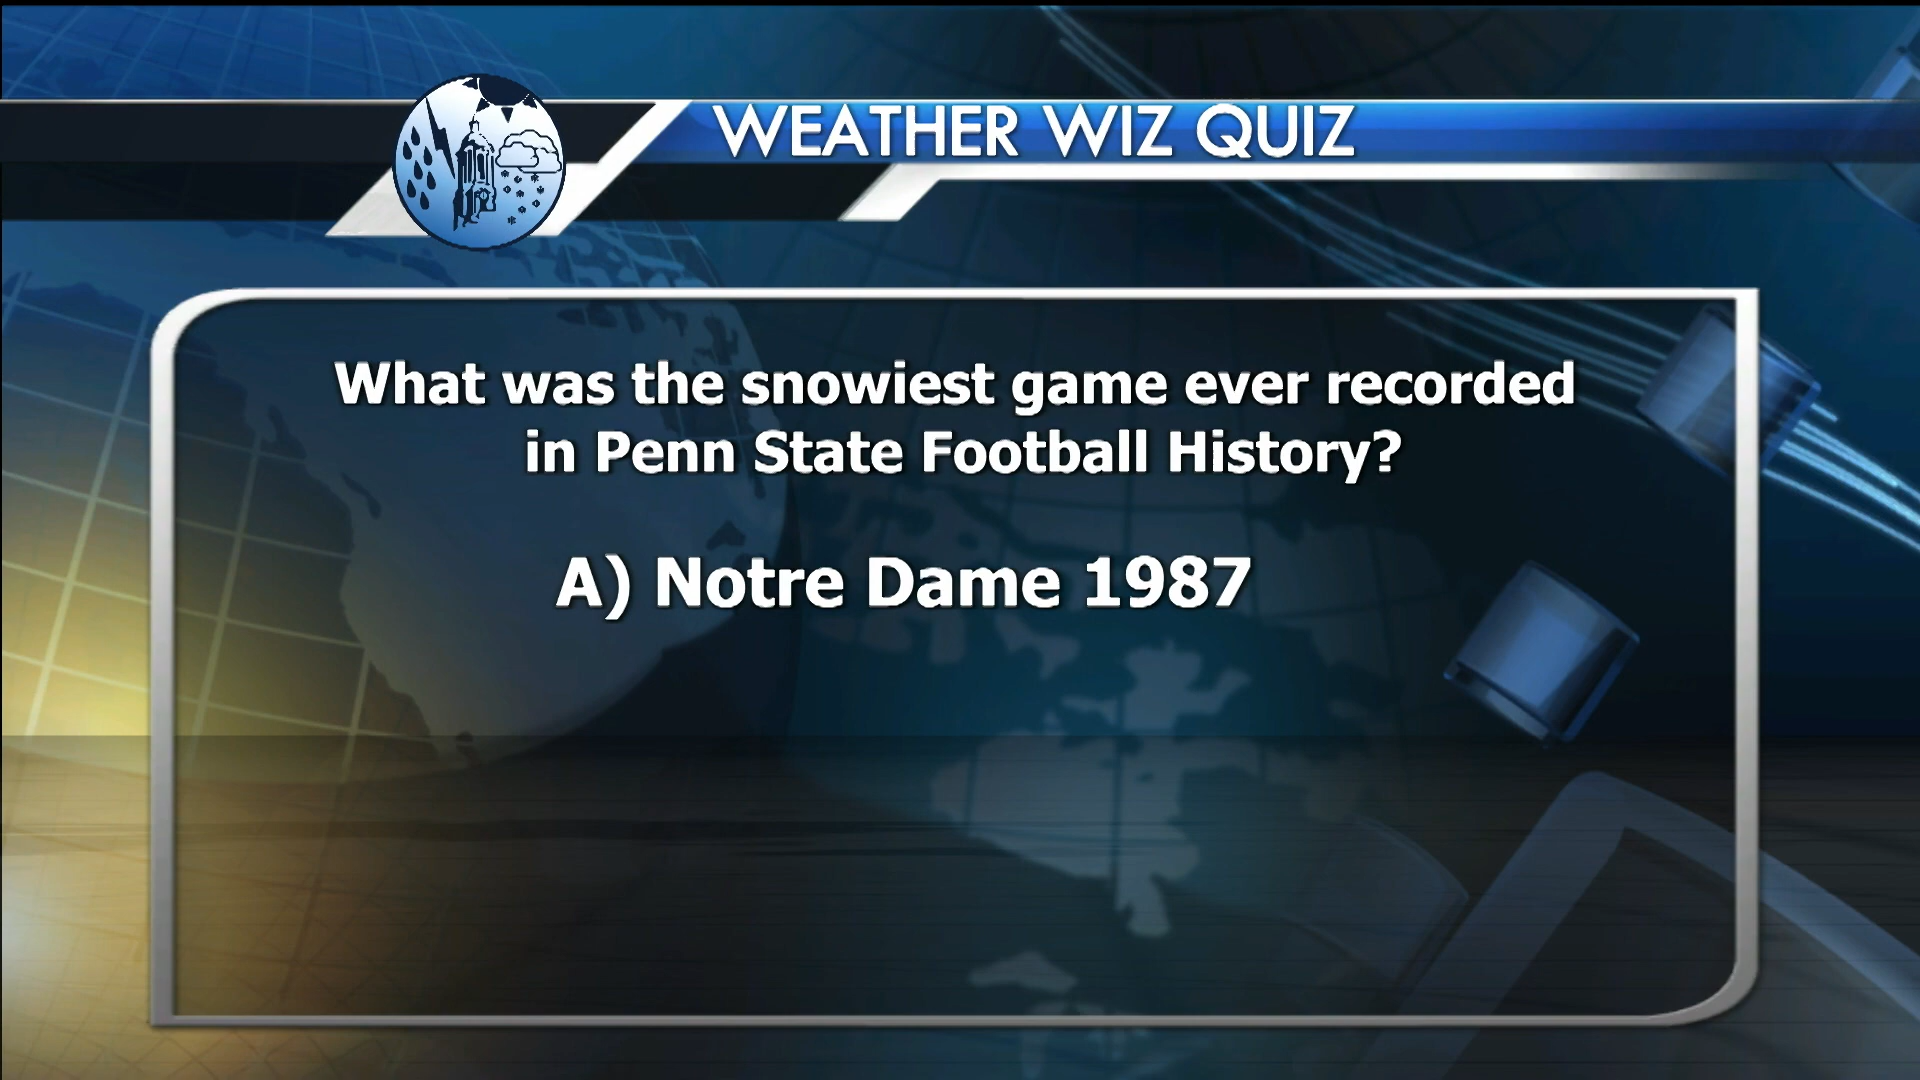 WEATHER WIZ QUIZ
What was the snowiest game ever recorded
in Penn State Football History?
A) Notre Dame 1987